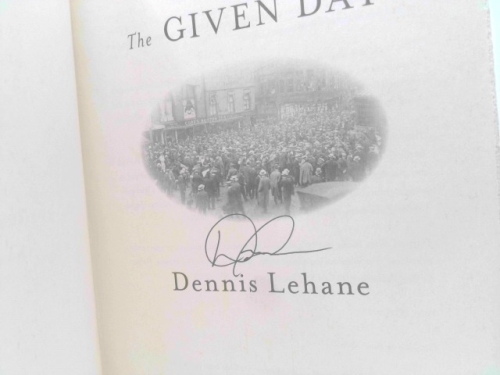 The GIVEN DAY
Dennis Lehane